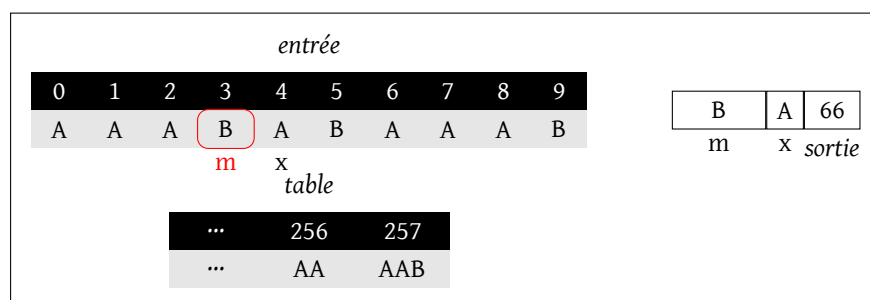 entrée
0 1 2 3 4 5 6 7 8 9
A A A B A B A A A B
m x
B A 66
m x sortie
table
... 256 257
... AA AAB